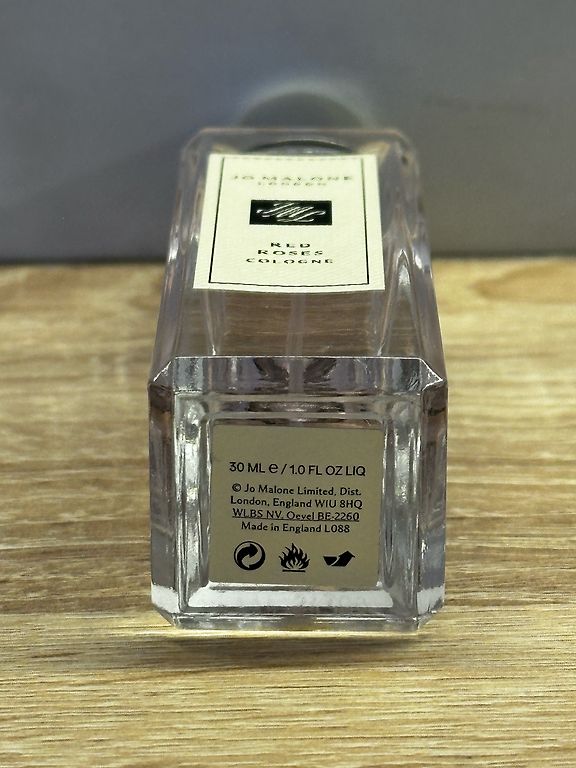 JO MALONE
LONDON
JML
RED
ROSES
COLOGNE
30 ML ℮ / 1.0 FL OZ LIQ
© Jo Malone Limited, Dist.
London, England W1U 8HQ
WLBS NV. Oevel BE-2260
Made in England L088